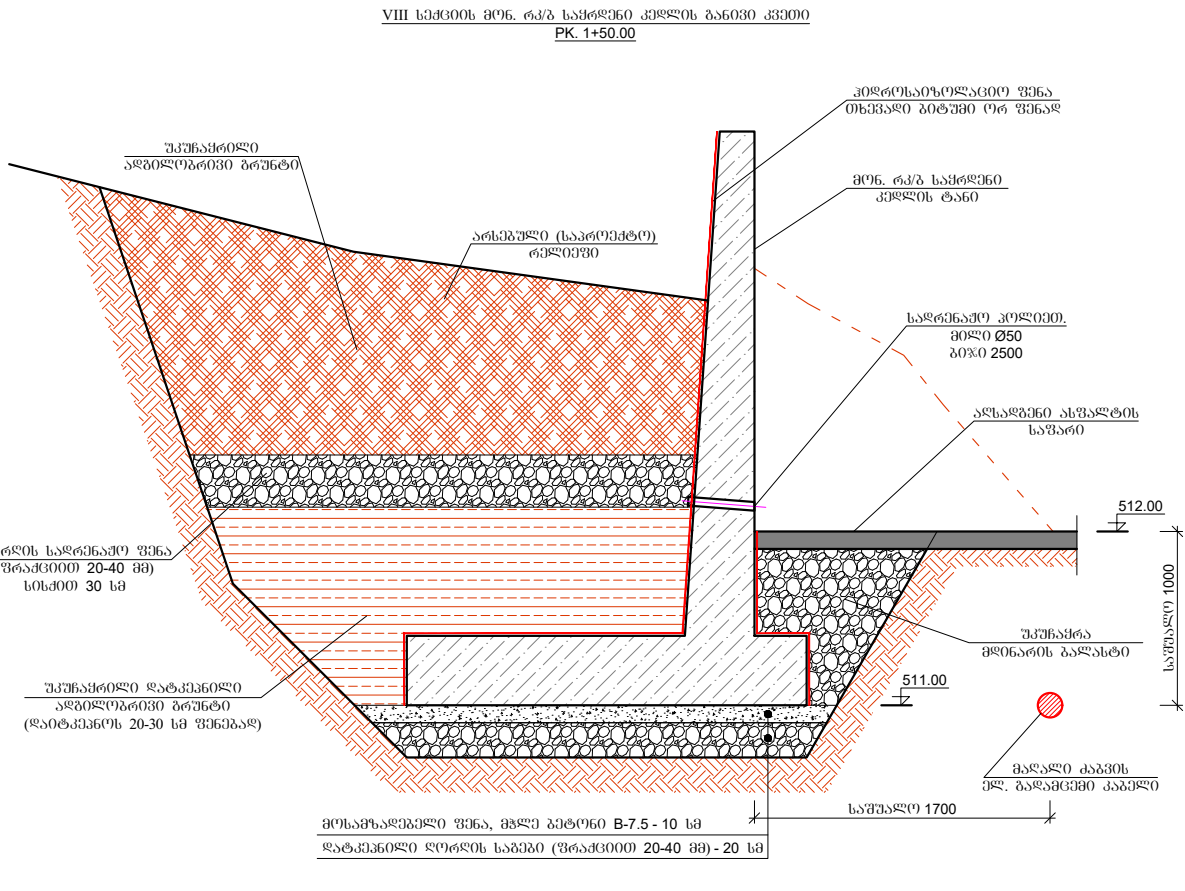 VIII სექციის მონ. რკ/ბ საყრდენი კედლის განივი კვეთი
PK. 1+50.00
ჰიდროსაიზოლაციო ფენა
თხევადი ბიტუმი ორ ფენად
უკუჩაყრილი
ადგილობრივი გრუნტი
მონ. რკ/ბ საყრდენი
კედლის ტანი
არსებული (საპროექტო)
რელიეფი
სადრენაჟო პოლიეთ.
მილი Ø50
ბიჯი 2500
აღსადგენი ასფალტის
საფარი
512.00
რღის სადრენაჟო ფენა
ფრაქციით 20-40 მმ)
სისქით 30 სმ
საშუალო 1000
უკუჩაყრა
მდინარის ბალასტი
511.00
უკუჩაყრილი დატკეპნილი
ადგილობრივი გრუნტი
(დაიტკეპნოს 20-30 სმ ფენებად)
მაღალი ძაბვის
ელ. გადამცემი კაბელი
საშუალო 1700
მოსამზადებელი ფენა, მჭლე ბეტონი B-7.5 - 10 სმ
დატკეპნილი ღორღის საგები (ფრაქციით 20-40 მმ) - 20 სმ